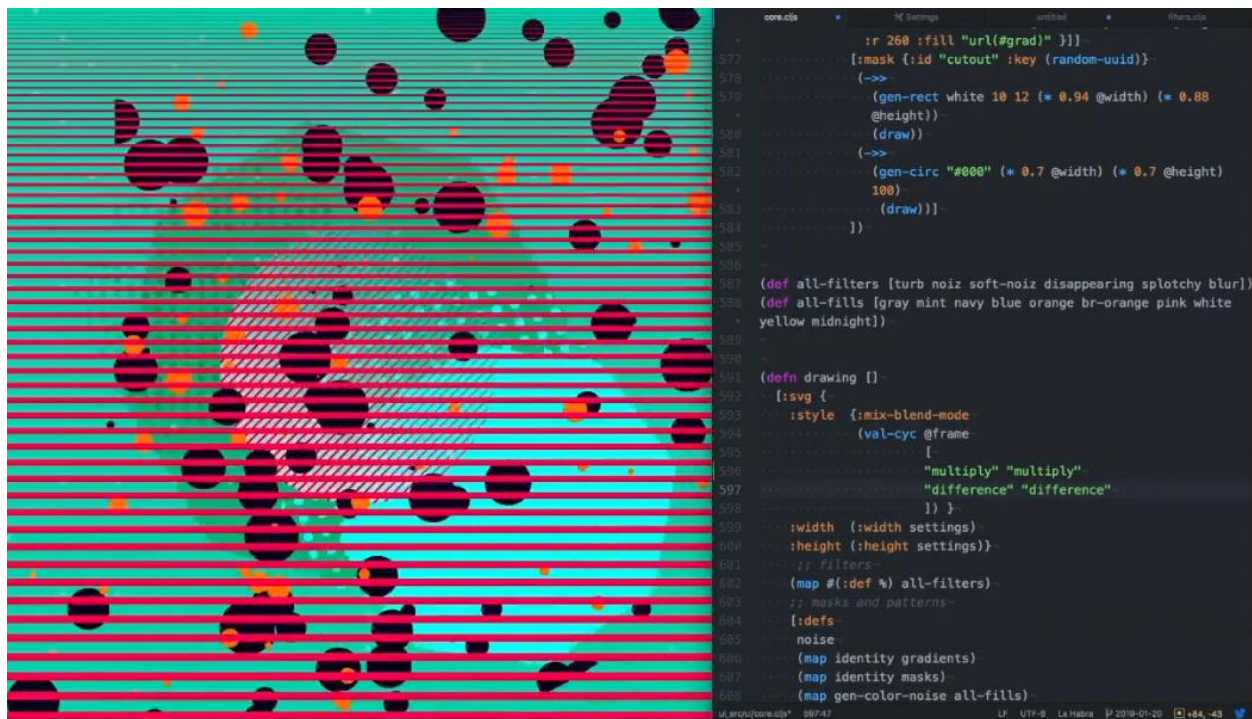 core.cljs Settings untitled filters.cljs
:r 260 :fill "url(#grad)" }]]
577 [:mask {:id "cutout" :key (random-uuid)}
578 (->>
579 (gen-rect white 10 12 (* 0.94 @width) (* 0.88
@height))
580 (draw))
581 (->>
582 (gen-circ "#000" (* 0.7 @width) (* 0.7 @height)
100)
583 (draw))]
584 ])
585
586
587 (def all-filters [turb noiz soft-noiz disappearing splotchy blur])
588 (def all-fills [gray mint navy blue orange br-orange pink white
yellow midnight])
589
590
591 (defn drawing []
592 [:svg {
593 :style {:mix-blend-mode
594 (val-cyc @frame
595 [
596 "multiply" "multiply"
597 "difference" "difference"
598 ]) }
599 :width (:width settings)
600 :height (:height settings)}
601 ;; filters
602 (map #(:def %) all-filters)
603 ;; masks and patterns
604 [:defs
605 noise
606 (map identity gradients)
607 (map identity masks)
608 (map gen-color-noise all-fills)
ui_src/ui/core.cljs* 597:47 LF UTF-8 La Habra 2019-01-20 +84, -43